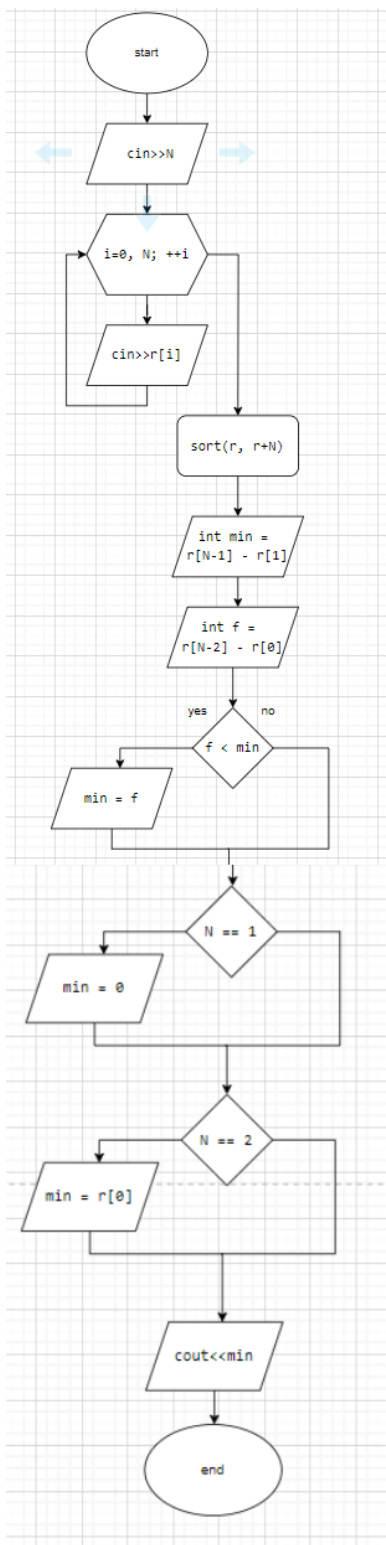 start
cin>>N
i=0, N; ++i
cin>>r[i]
sort(r, r+N)
int min =
r[N-1] - r[1]
int f =
r[N-2] - r[0]
yes
no
f < min
min = f
N == 1
min = 0
N == 2
min = r[0]
cout<<min
end